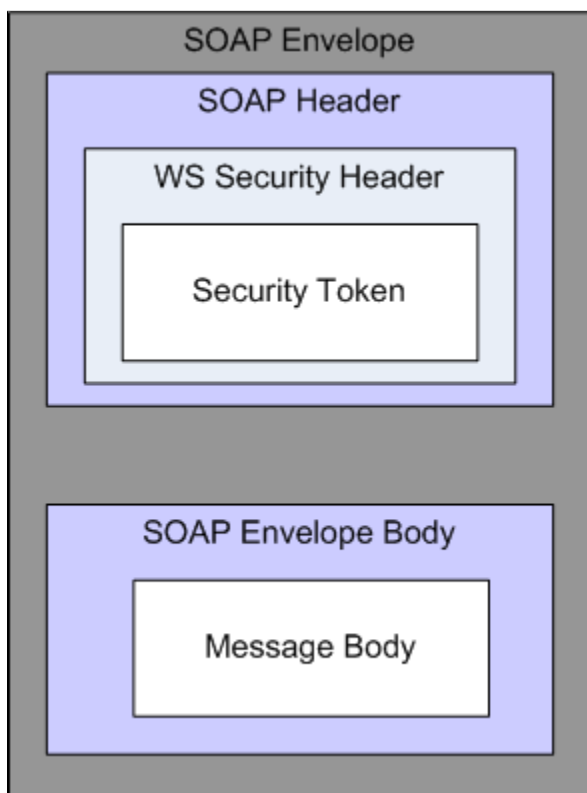 SOAP Envelope
SOAP Header
WS Security Header
Security Token
SOAP Envelope Body
Message Body